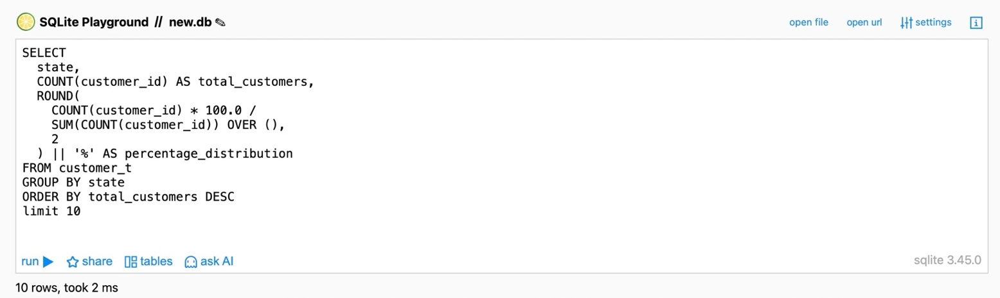 SQLite Playground // new.db ✎
open file open url settings i
SELECT
  state,
  COUNT(customer_id) AS total_customers,
  ROUND(
    COUNT(customer_id) * 100.0 /
    SUM(COUNT(customer_id)) OVER (),
    2
  ) || '%' AS percentage_distribution
FROM customer_t
GROUP BY state
ORDER BY total_customers DESC
limit 10
run share tables ask AI sqlite 3.45.0
10 rows, took 2 ms